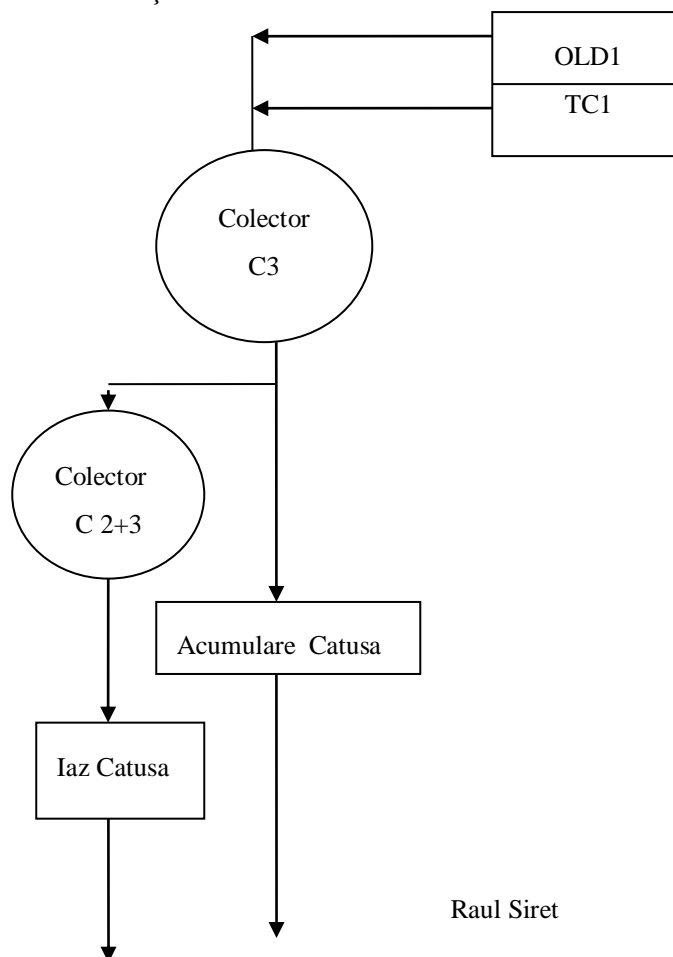 OLD1
TC1
Colector
C3
Colector
C 2+3
Acumulare Catusa
Iaz Catusa
Raul Siret